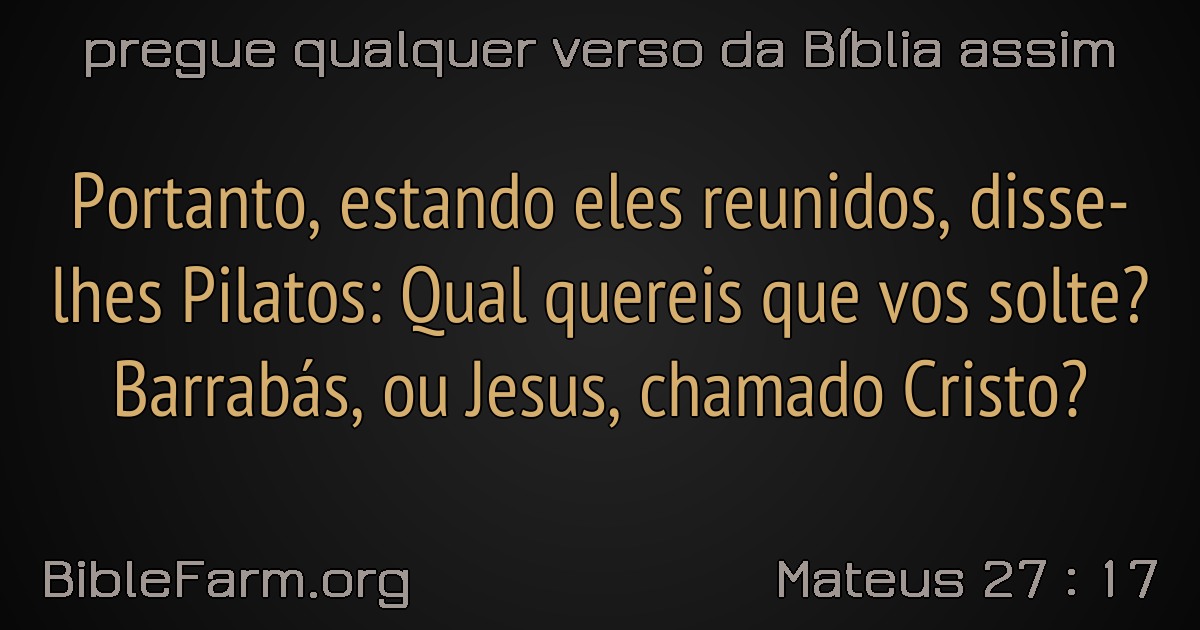 pregue qualquer verso da Bíblia assim
Portanto, estando eles reunidos, disse-
lhes Pilatos: Qual quereis que vos solte?
Barrabás, ou Jesus, chamado Cristo?
BibleFarm.org
Mateus 27 : 17